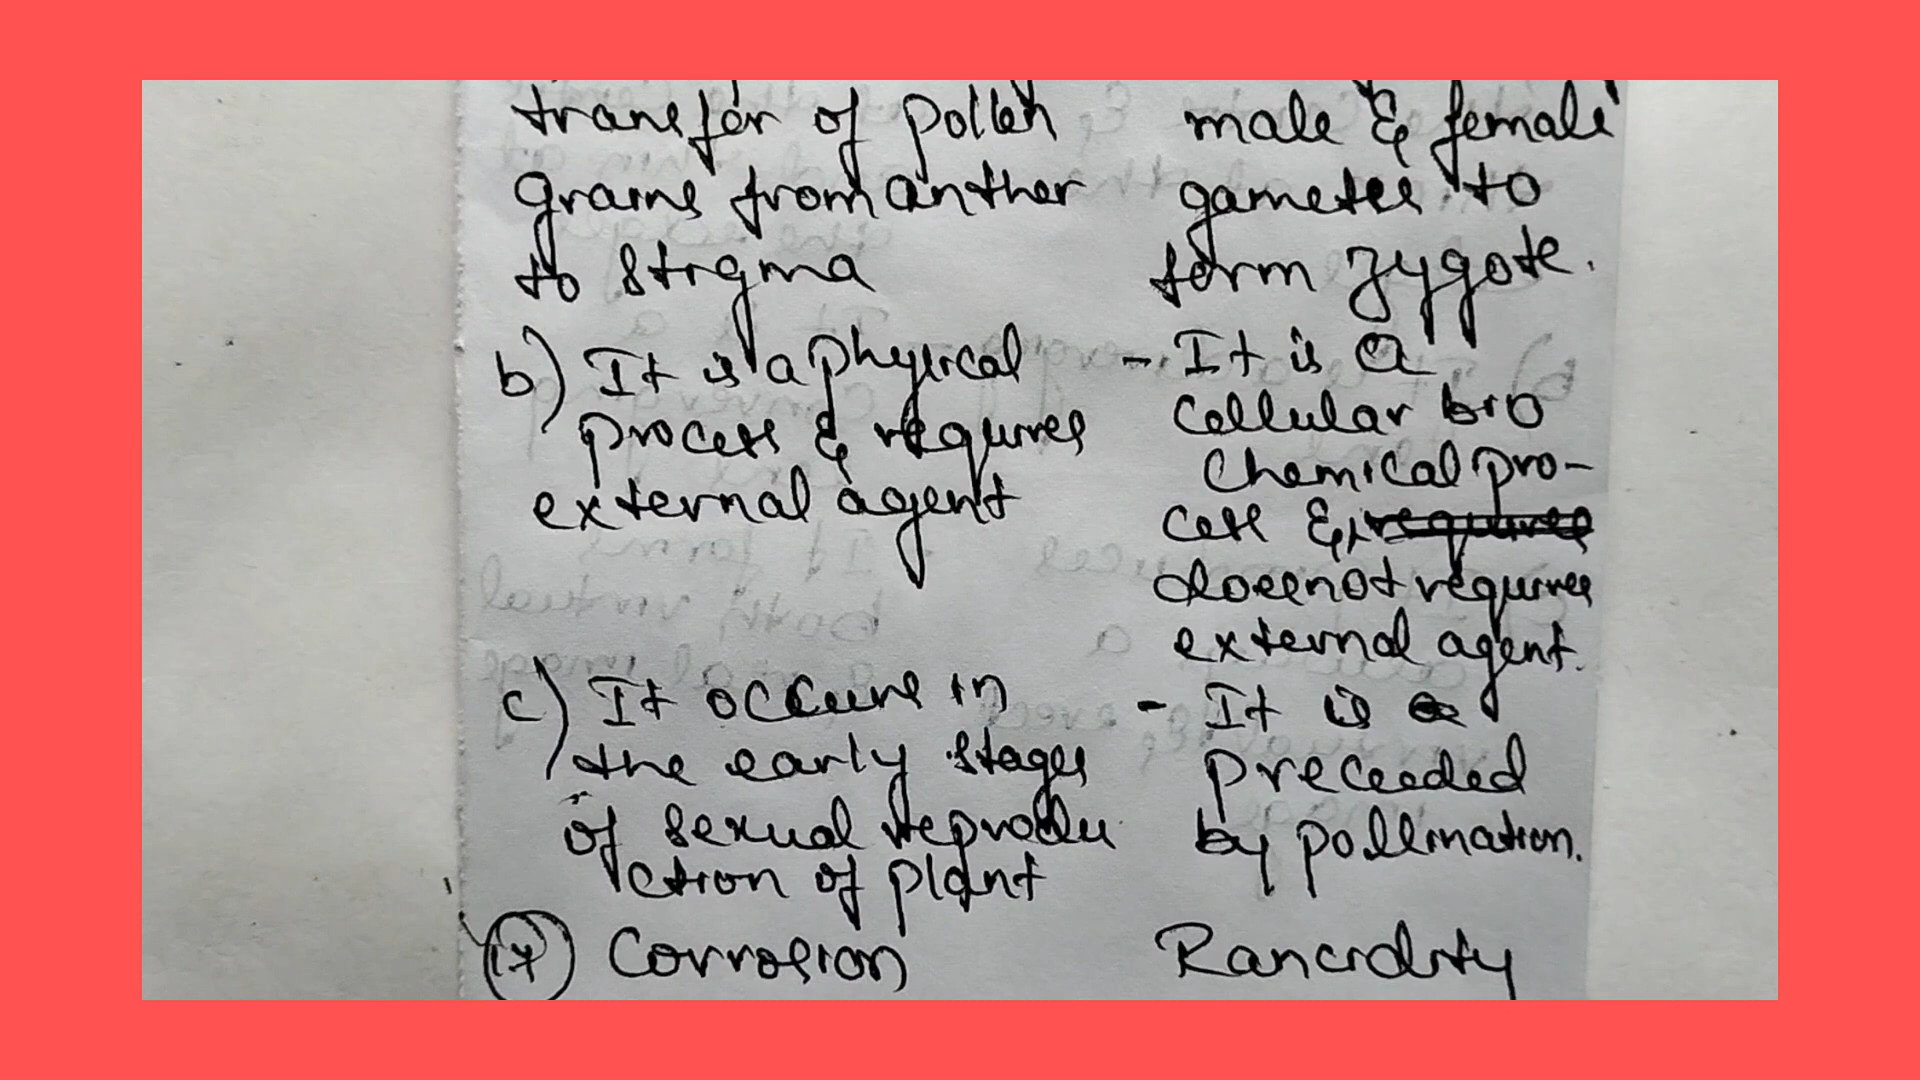 transfer of pollen
grains from anther
to stigma
b) It is a physical
process & requires
external agent
c) It occurs in
the early stages
of sexual reprodu
ction of plant
17 Corrosion
male & female
gametes to
form zygote.
- It is a
cellular bio
chemical pro-
cess &
does not requires
external agent.
- It is
preceeded
by pollination.
Rancidity